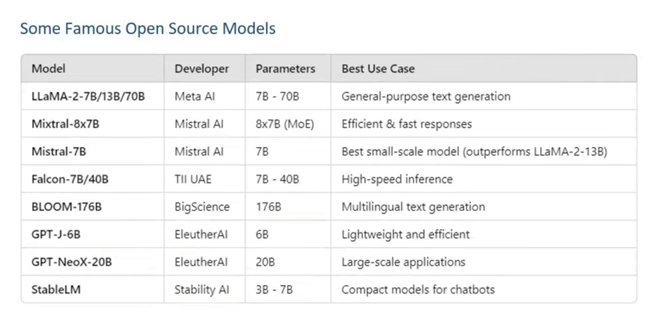 Some Famous Open Source Models
Model Developer Parameters Best Use Case
LLaMA-2-7B/13B/70B Meta AI 7B - 70B General-purpose text generation
Mixtral-8x7B Mistral AI 8x7B (MoE) Efficient & fast responses
Mistral-7B Mistral AI 7B Best small-scale model (outperforms LLaMA-2-13B)
Falcon-7B/40B TII UAE 7B - 40B High-speed inference
BLOOM-176B BigScience 176B Multilingual text generation
GPT-J-6B EleutherAI 6B Lightweight and efficient
GPT-NeoX-20B EleutherAI 20B Large-scale applications
StableLM Stability AI 3B - 7B Compact models for chatbots